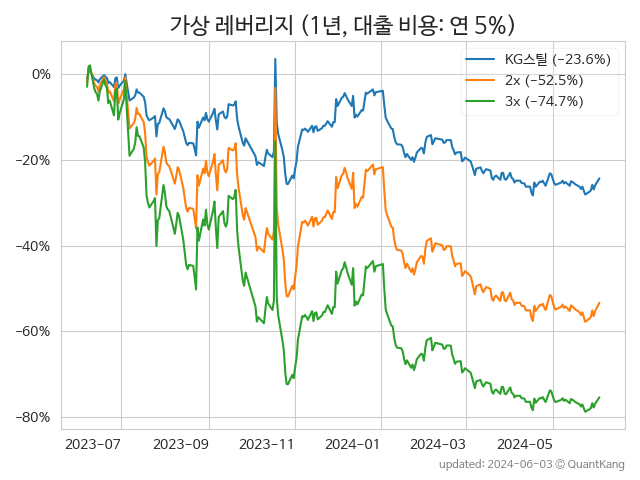 가상 레버리지 (1년, 대출 비용: 연 5%)
KG스틸 (−23.6%)
2x (−52.5%)
3x (−74.7%)
0%
−20%
−40%
−60%
−80%
2023-07 2023-09 2023-11 2024-01 2024-03 2024-05
updated: 2024-06-03 © QuantKang